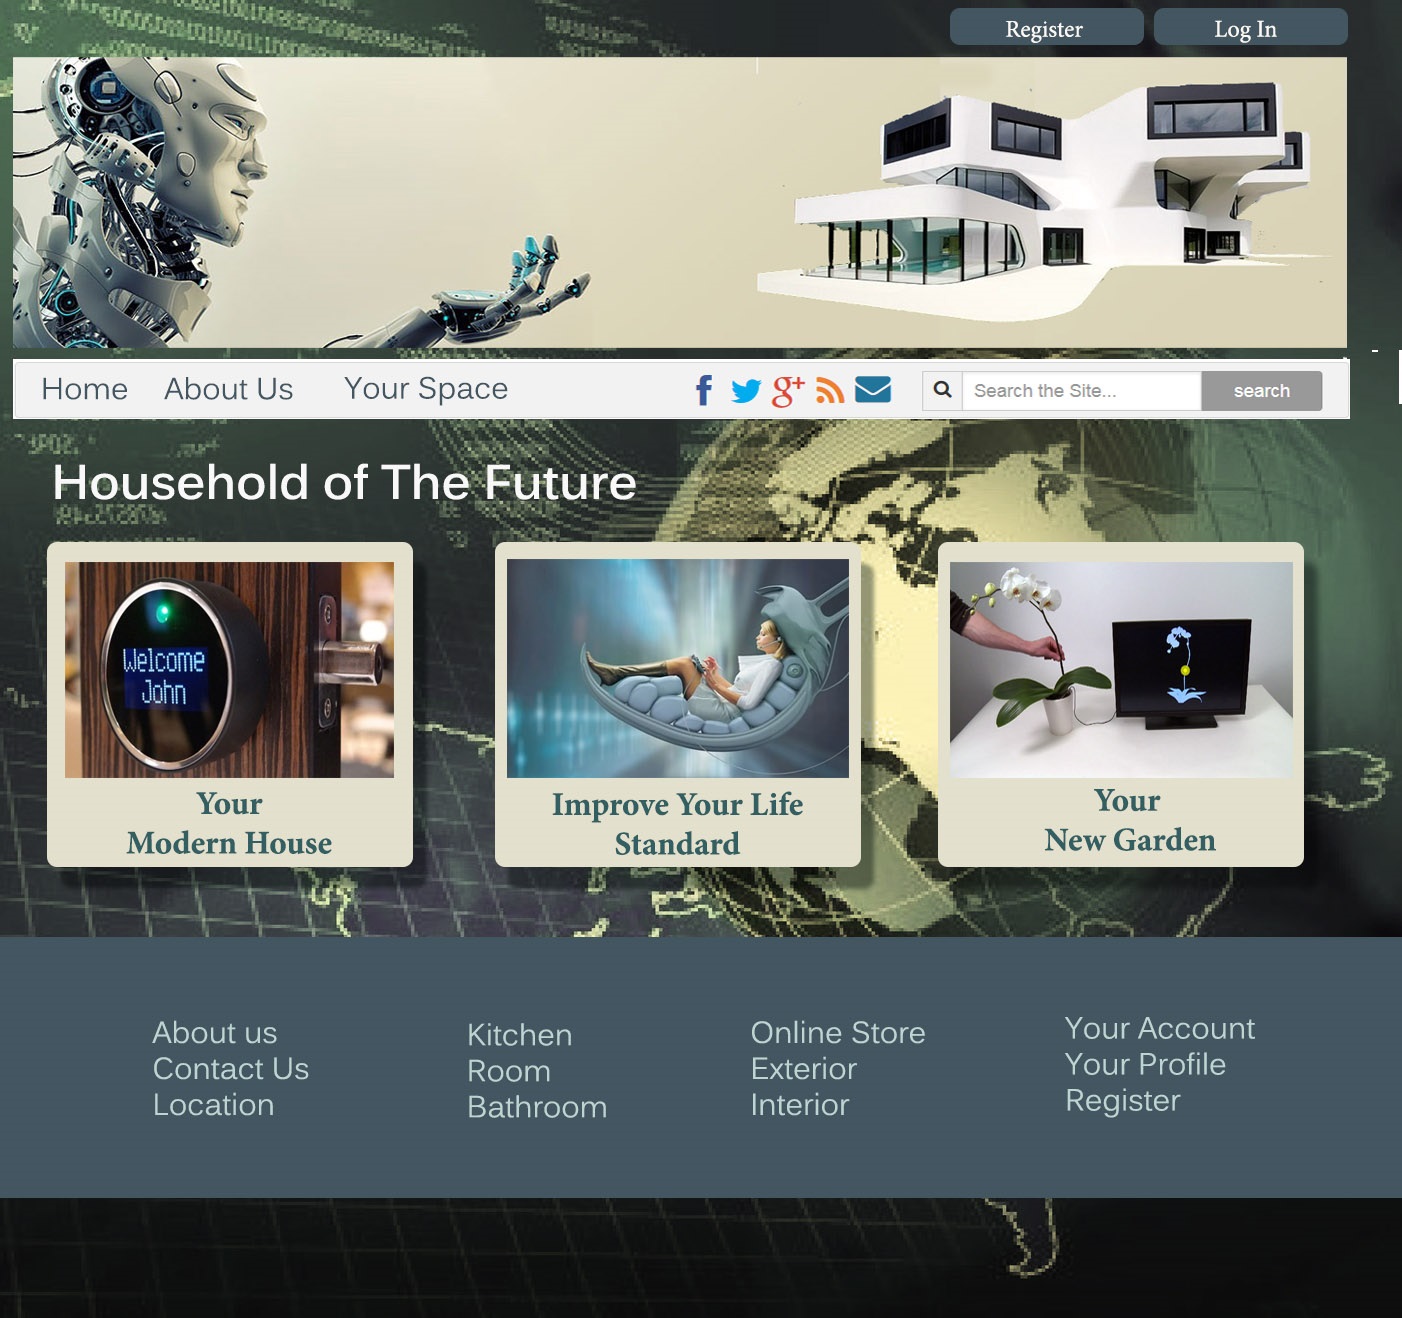 Register
Log In
Home
About Us
Your Space
f
g+
Search the Site...
search
Household of The Future
Welcome
John
Your
Modern House
Improve Your Life
Standard
Your
New Garden
About us
Contact Us
Location
Kitchen
Room
Bathroom
Online Store
Exterior
Interior
Your Account
Your Profile
Register